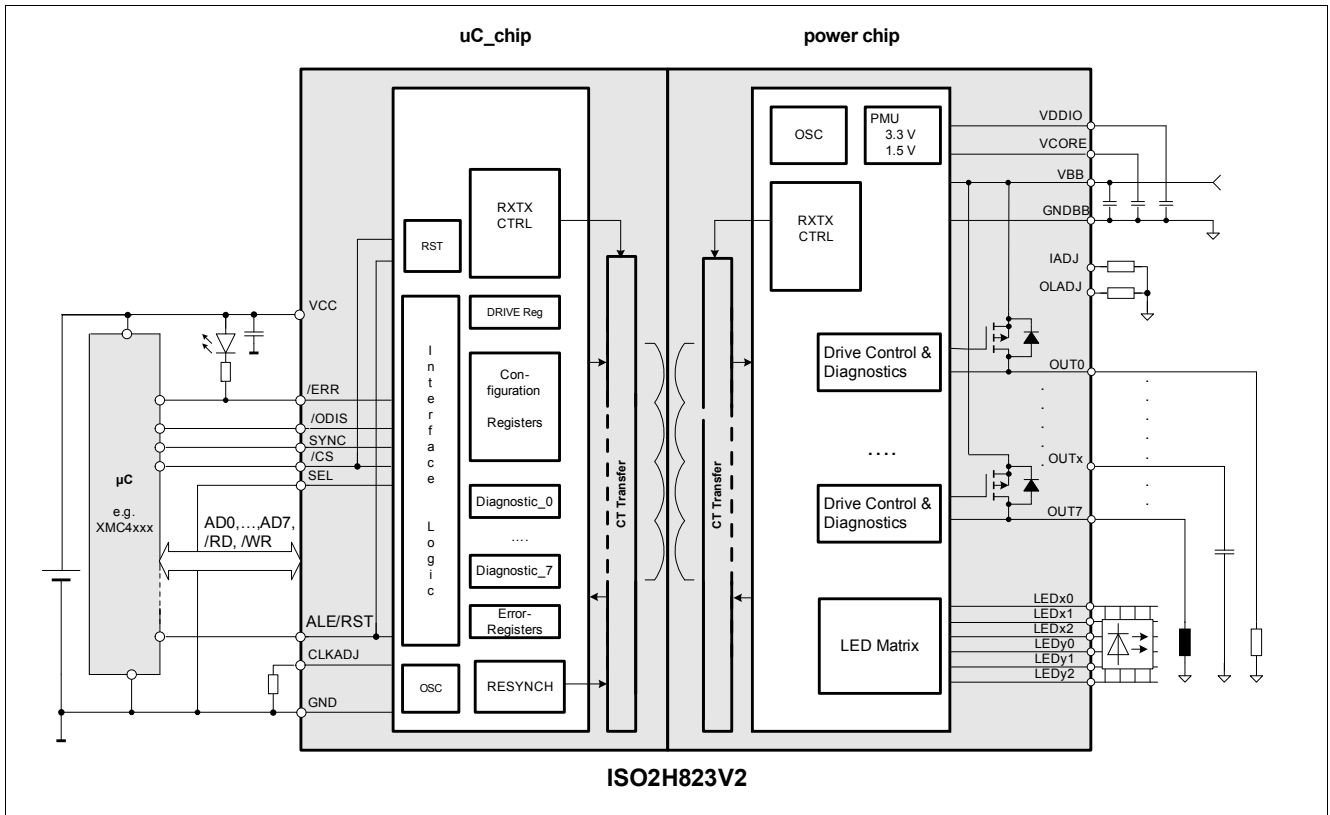 uC_chip
power chip
OSC
PMU
3.3 V
1.5 V
VDDIO
VCORE
VBB
GNDBB
IADJ
OLADJ
RXTX
CTRL
RXTX
CTRL
RST
VCC
DRIVE Reg
Interface Logic
Con-
figuration
Registers
CT Transfer
CT Transfer
Drive Control &
Diagnostics
OUT0
/ERR
/ODIS
SYNC
/CS
SEL
µC
e.g.
XMC4xxx
AD0,...,AD7,
/RD, /WR
Diagnostic_0
....
Diagnostic_7
Error-
Registers
....
Drive Control &
Diagnostics
OUTx
OUT7
ALE/RST
CLKADJ
GND
OSC
RESYNCH
LED Matrix
LEDx0
LEDx1
LEDx2
LEDy0
LEDy1
LEDy2
ISO2H823V2